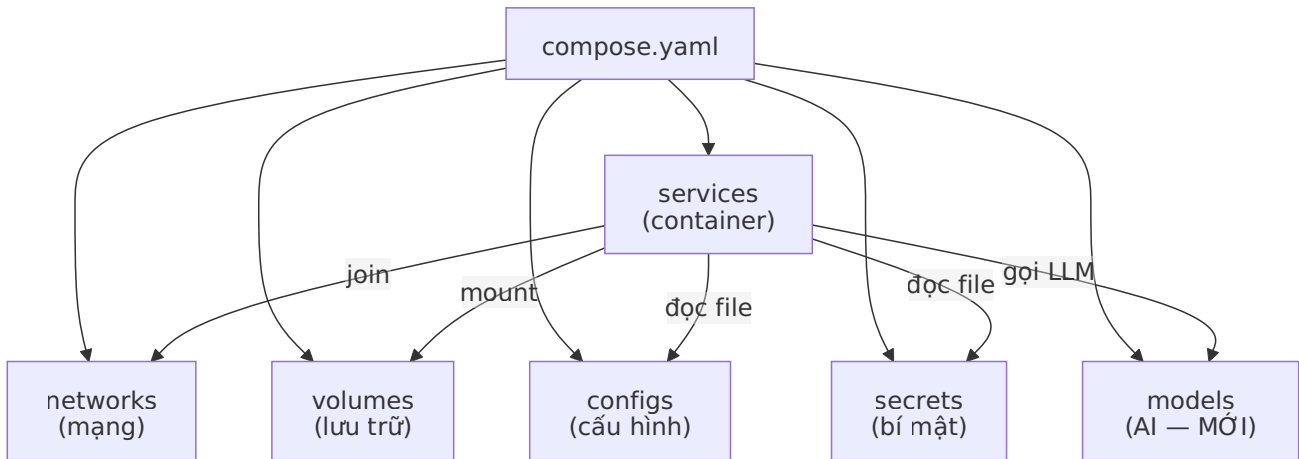 compose.yaml
services
(container)
join
mount
đọc file
đọc file
gọi LLM
networks
(mạng)
volumes
(lưu trữ)
configs
(cấu hình)
secrets
(bí mật)
models
(AI — MỚI)